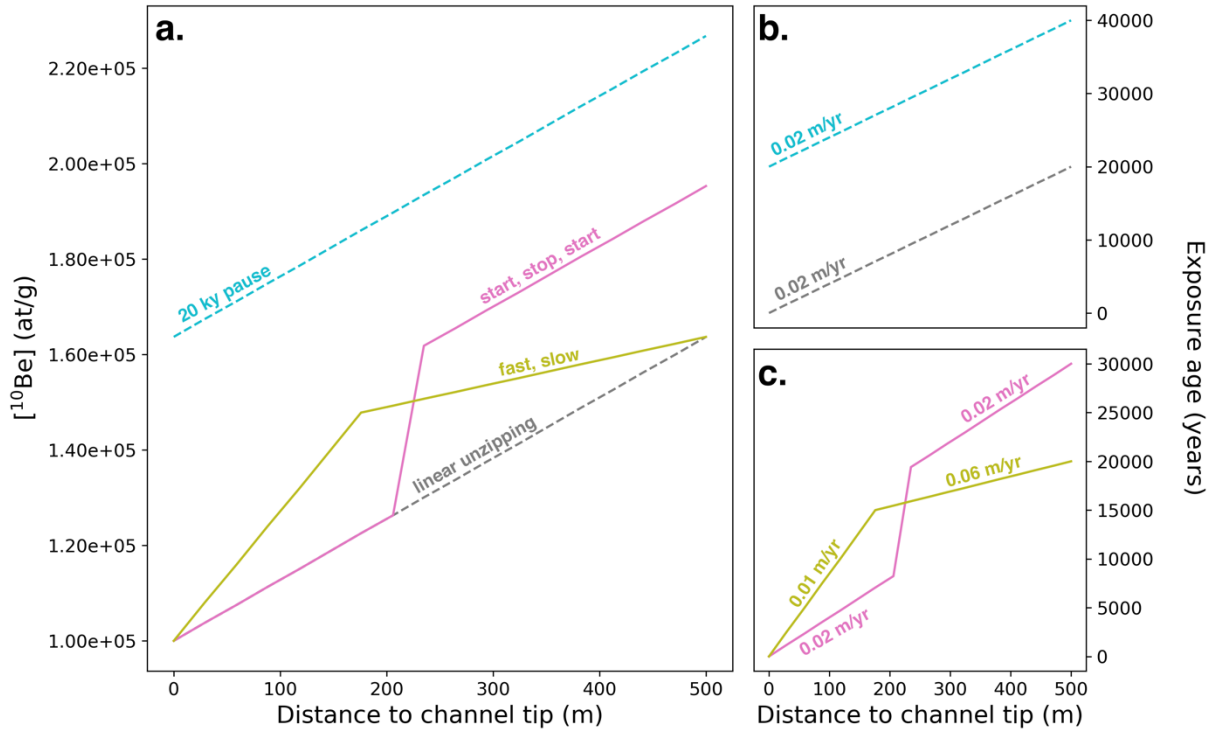 a.
[¹⁰Be] (at/g)
2.20e+05
2.00e+05
1.80e+05
1.60e+05
1.40e+05
1.20e+05
1.00e+05
20 ky pause
start, stop, start
fast, slow
linear unzipping
0 100 200 300 400 500
Distance to channel tip (m)
b.
0.02 m/yr
0.02 m/yr
40000
30000
20000
10000
0
c.
0.02 m/yr
0.06 m/yr
0.01 m/yr
0.02 m/yr
30000
25000
20000
15000
10000
5000
0
0 100 200 300 400 500
Distance to channel tip (m)
Exposure age (years)